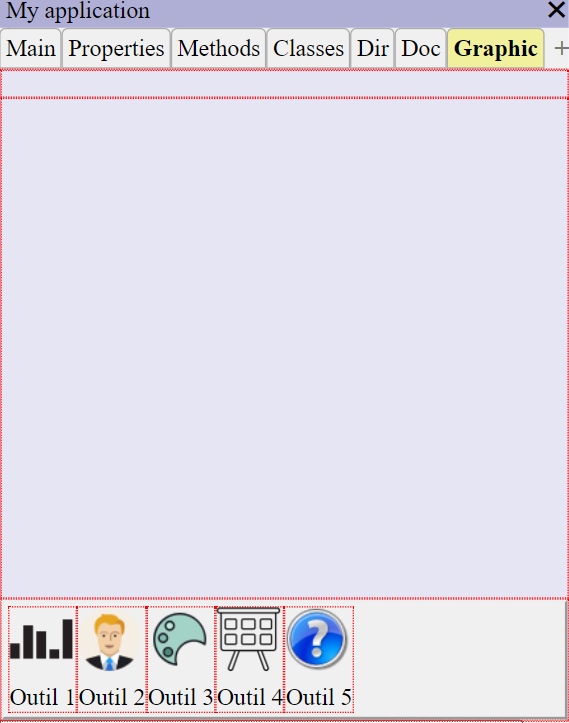 My application
Main Properties Methods Classes Dir Doc Graphic +
Outil 1 Outil 2 Outil 3 Outil 4 Outil 5